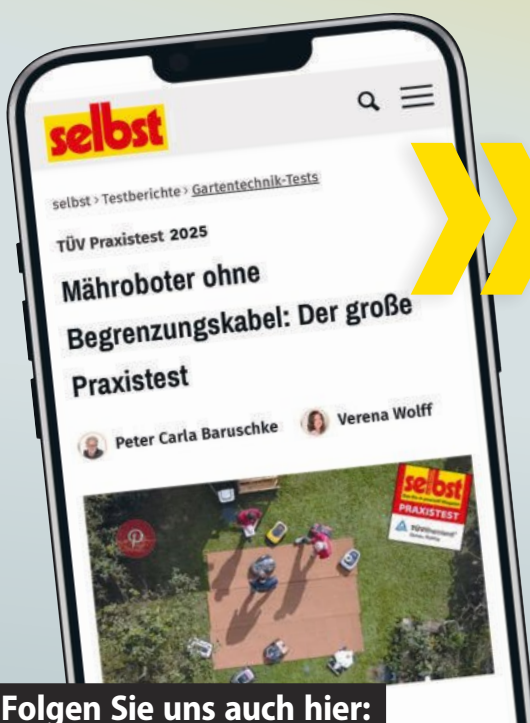 selbst
selbst > Testberichte > Gartentechnik-Tests
TÜV Praxistest 2025
Mähroboter ohne
Begrenzungskabel: Der große
Praxistest
Peter Carla Baruschke Verena Wolff
selbst
PRAXISTEST
TÜVRheinland
Folgen Sie uns auch hier: